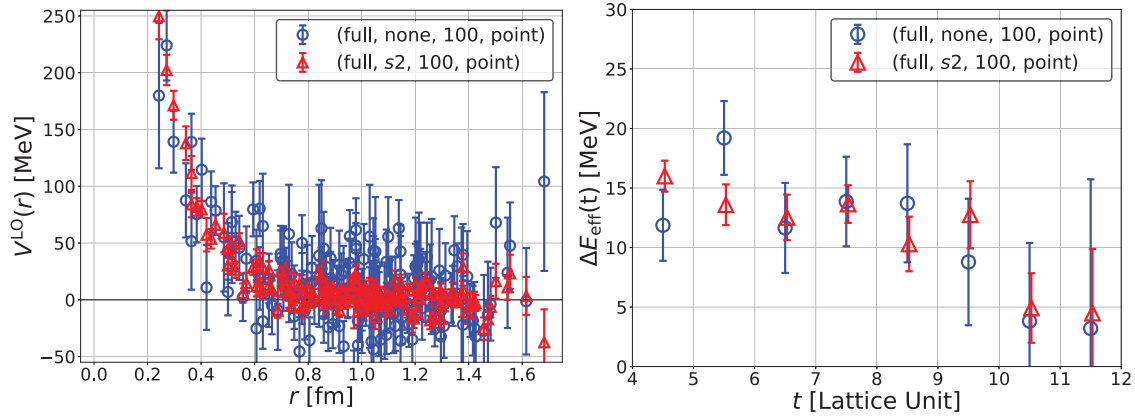 (full, none, 100, point)
(full, s2, 100, point)
V^LO(r) [MeV]
250
200
150
100
50
0
−50
0.0 0.2 0.4 0.6 0.8 1.0 1.2 1.4 1.6
r [fm]
(full, none, 100, point)
(full, s2, 100, point)
ΔE_eff(t) [MeV]
30
25
20
15
10
5
0
4 5 6 7 8 9 10 11 12
t [Lattice Unit]